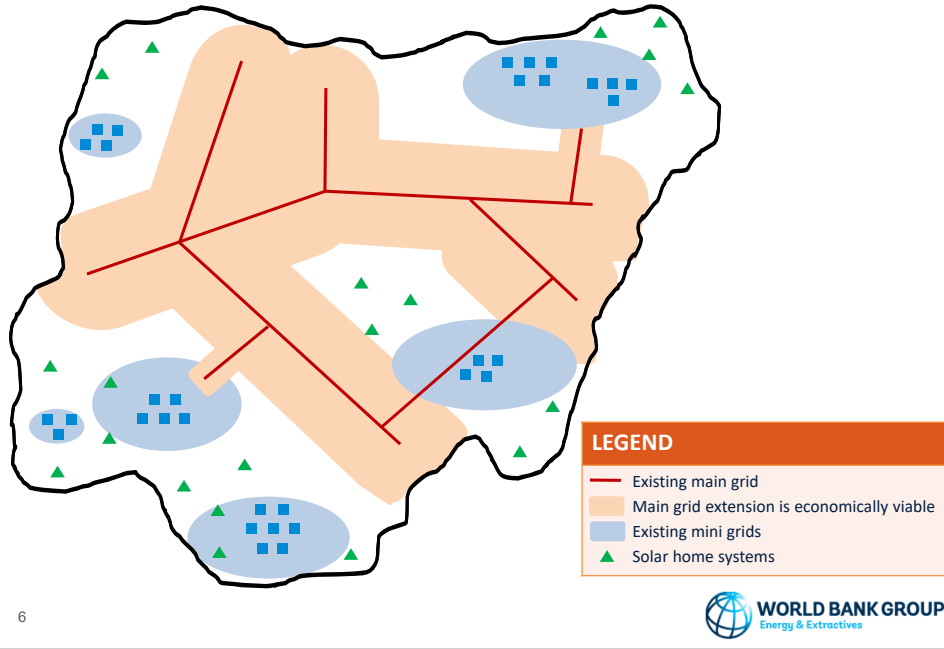 LEGEND
Existing main grid
Main grid extension is economically viable
Existing mini grids
Solar home systems
6
WORLD BANK GROUP
Energy & Extractives